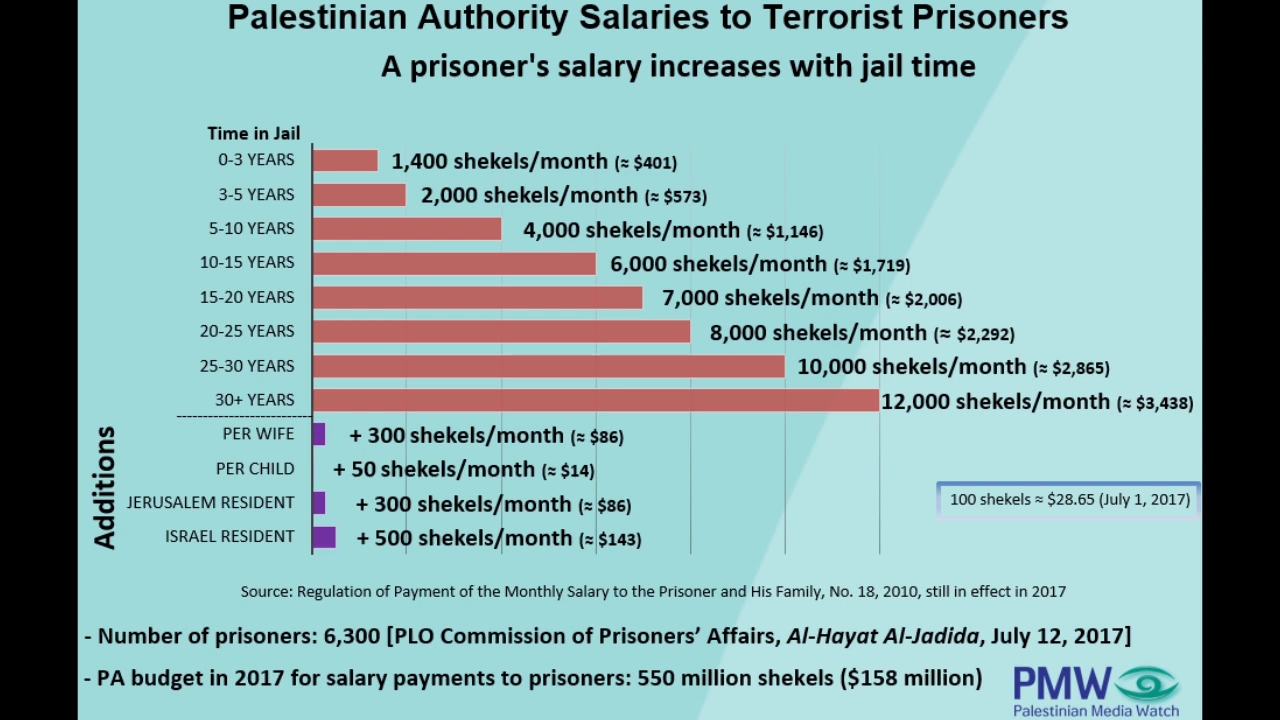 Palestinian Authority Salaries to Terrorist Prisoners
A prisoner's salary increases with jail time
Time in Jail
0-3 YEARS 1,400 shekels/month (≈ $401)
3-5 YEARS 2,000 shekels/month (≈ $573)
5-10 YEARS 4,000 shekels/month (≈ $1,146)
10-15 YEARS 6,000 shekels/month (≈ $1,719)
15-20 YEARS 7,000 shekels/month (≈ $2,006)
20-25 YEARS 8,000 shekels/month (≈ $2,292)
25-30 YEARS 10,000 shekels/month (≈ $2,865)
30+ YEARS 12,000 shekels/month (≈ $3,438)
Additions
PER WIFE + 300 shekels/month (≈ $86)
PER CHILD + 50 shekels/month (≈ $14)
JERUSALEM RESIDENT + 300 shekels/month (≈ $86)
ISRAEL RESIDENT + 500 shekels/month (≈ $143)
100 shekels ≈ $28.65 (July 1, 2017)
Source: Regulation of Payment of the Monthly Salary to the Prisoner and His Family, No. 18, 2010, still in effect in 2017
- Number of prisoners: 6,300 [PLO Commission of Prisoners’ Affairs, Al-Hayat Al-Jadida, July 12, 2017]
- PA budget in 2017 for salary payments to prisoners: 550 million shekels ($158 million)
PMW
Palestinian Media Watch